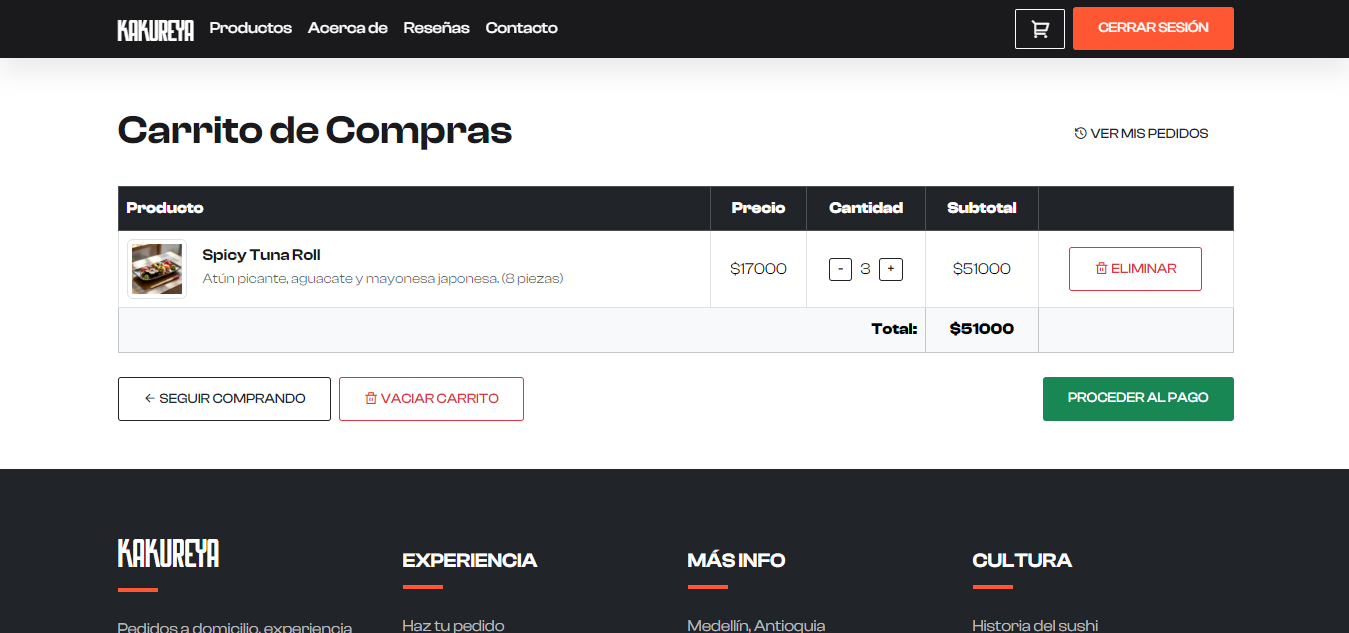 KAKUREYA Productos Acerca de Reseñas Contacto CERRAR SESIÓN
Carrito de Compras
VER MIS PEDIDOS
Producto Precio Cantidad Subtotal
Spicy Tuna Roll
Atún picante, aguacate y mayonesa japonesa. (8 piezas)
$17000 - 3 + $51000 ELIMINAR
Total: $51000
← SEGUIR COMPRANDO VACIAR CARRITO PROCEDER AL PAGO
KAKUREYA EXPERIENCIA MÁS INFO CULTURA
Pedidos a domicilio, experiencia Haz tu pedido Medellín, Antioquia Historia del sushi